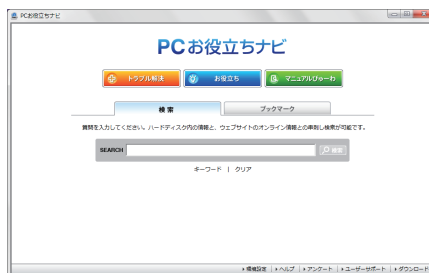 PCお役立ちナビ
PCお役立ちナビ
トラブル解決 お役立ち マニュアルびゅーわ
検索 ブックマーク
質問を入力してください。ハードディスク内の情報と、ウェブサイトのオンライン情報との串刺し検索が可能です。
SEARCH 検索
キーワード | クリア
環境設定 | ヘルプ | アンケート | ユーザーサポート | ダウンロード